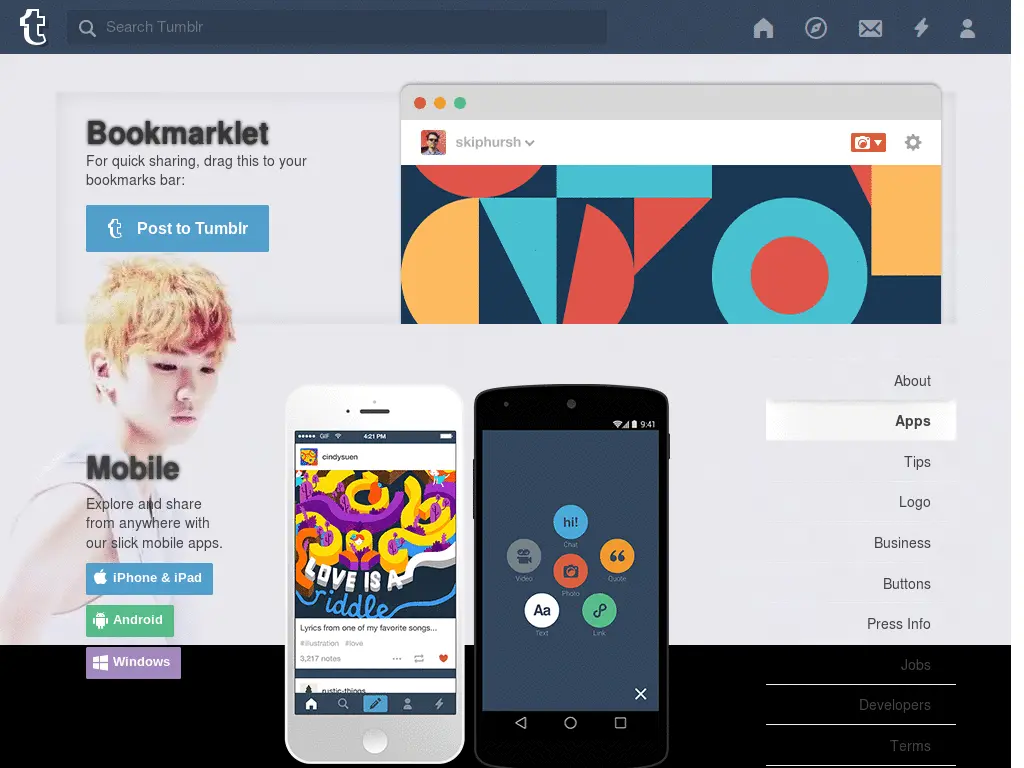 Search Tumblr
Bookmarklet
For quick sharing, drag this to your
bookmarks bar:
Post to Tumblr
skiphursh
Mobile
Explore and share
from anywhere with
our slick mobile apps.
iPhone & iPad
Android
Windows
GIF
4:21 PM
cindysuen
LOVE IS A
riddle
Lyrics from one of my favorite songs...
#illustration #love
3,217 notes
rustic-things
9:41
hi!
Chat
Video
Quote
Photo
Aa
Text
Link
About
Apps
Tips
Logo
Business
Buttons
Press Info
Jobs
Developers
Terms